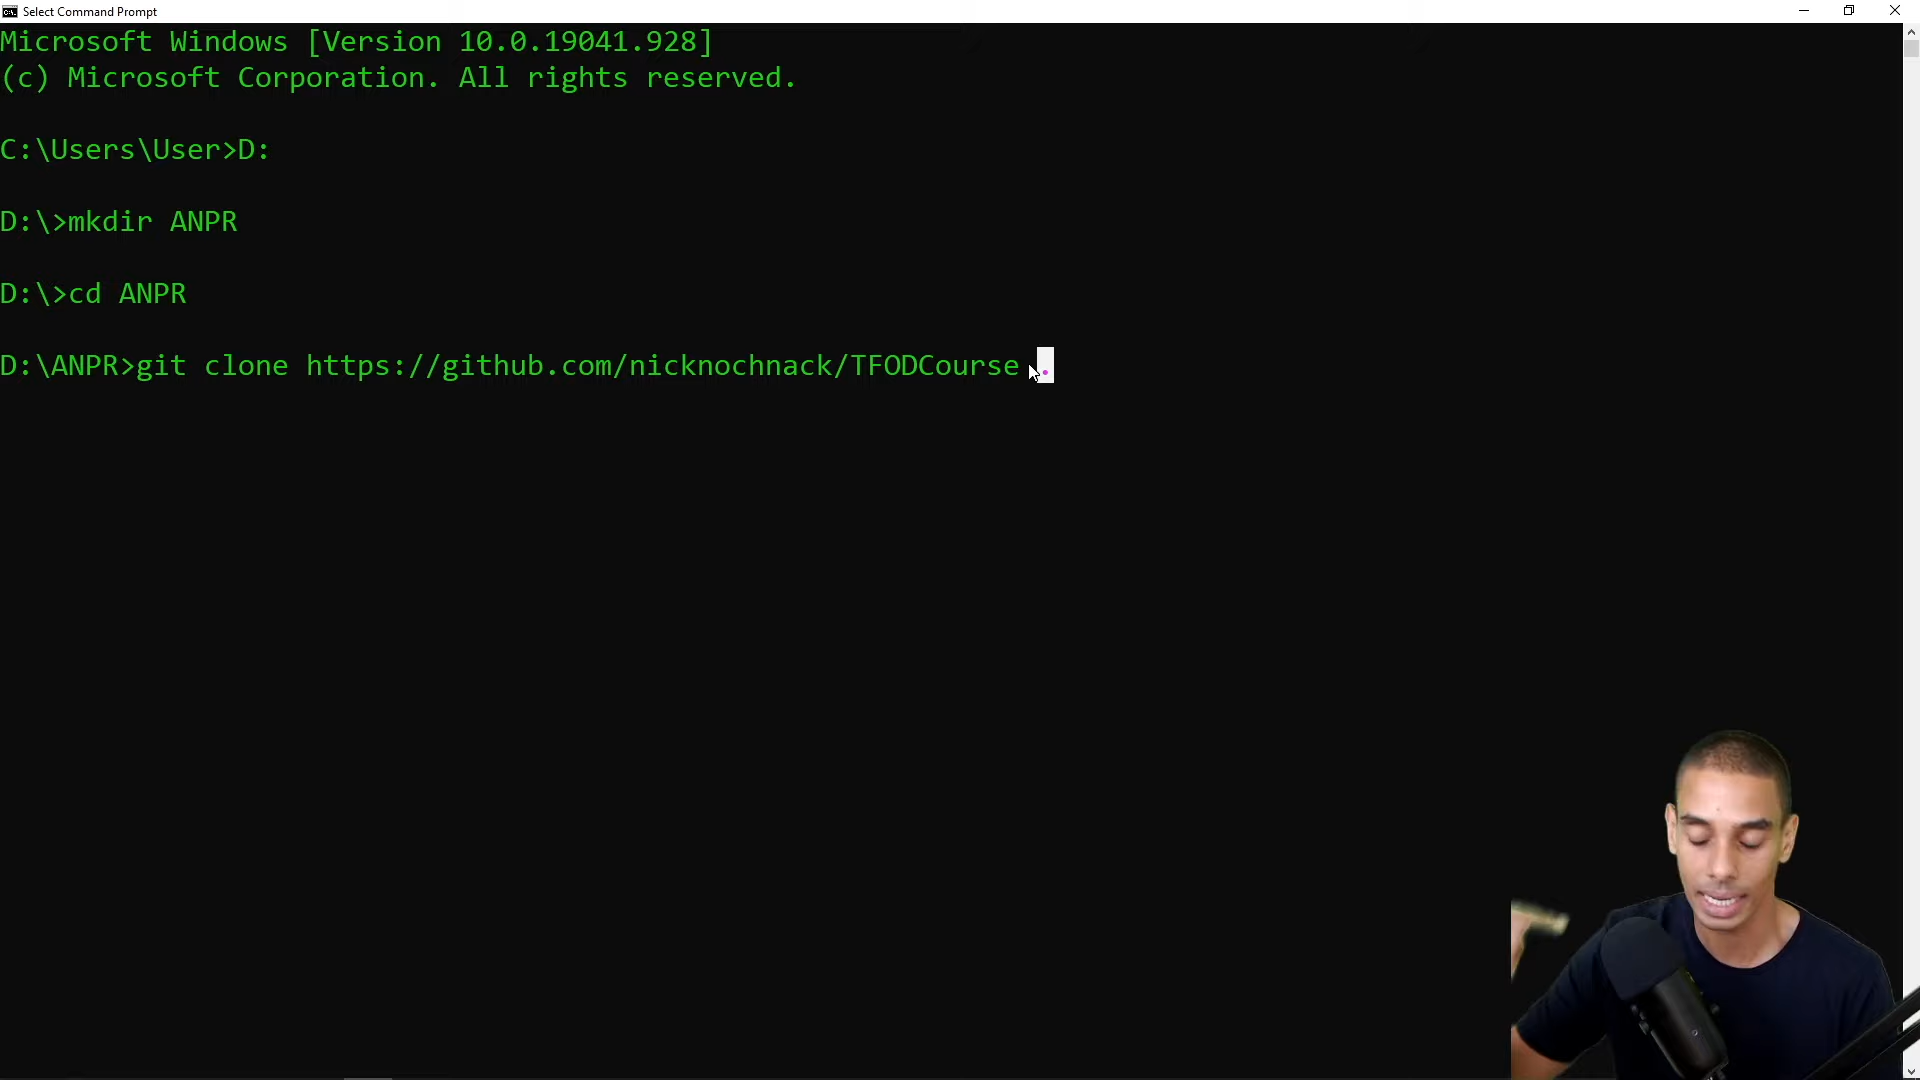 Select Command Prompt
Microsoft Windows [Version 10.0.19041.928]
(c) Microsoft Corporation. All rights reserved.
C:\Users\User>D:
D:\>mkdir ANPR
D:\>cd ANPR
D:\ANPR>git clone https://github.com/nicknochnack/TFODCourse .